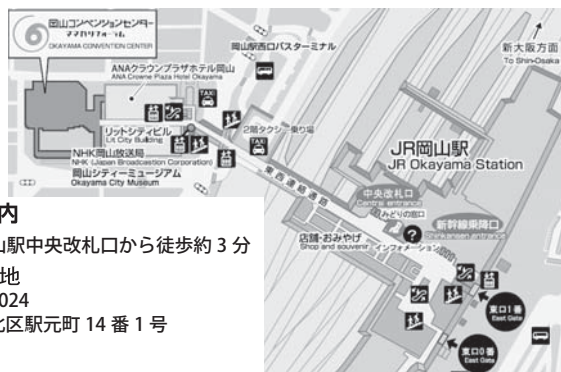 岡山コンベンションセンター
ママカリフォーラム
OKAYAMA CONVENTION CENTER
岡山駅西口バスターミナル
新大阪方面
To Shin-Osaka
ANAクラウンプラザホテル岡山
ANA Crowne Plaza Hotel Okayama
TAXI
リットシティビル
Lit City Building
2階タクシー乗り場
TAXI
JR岡山駅
JR Okayama Station
NHK岡山放送局
NHK (Japan Broadcastion Corporation)
岡山シティーミュージアム
Okayama City Museum
東西連絡通路
中央改札口
Central entrance
みどりの窓口
新幹線乗降口
Shinkansen entrance
店舗・おみやげ
Shop and souvenir
インフォメーション
?
内
山駅中央改札口から徒歩約 3 分
地
024
北区駅元町 14 番 1 号
東口1番
East Gate
東口0番
East Gate